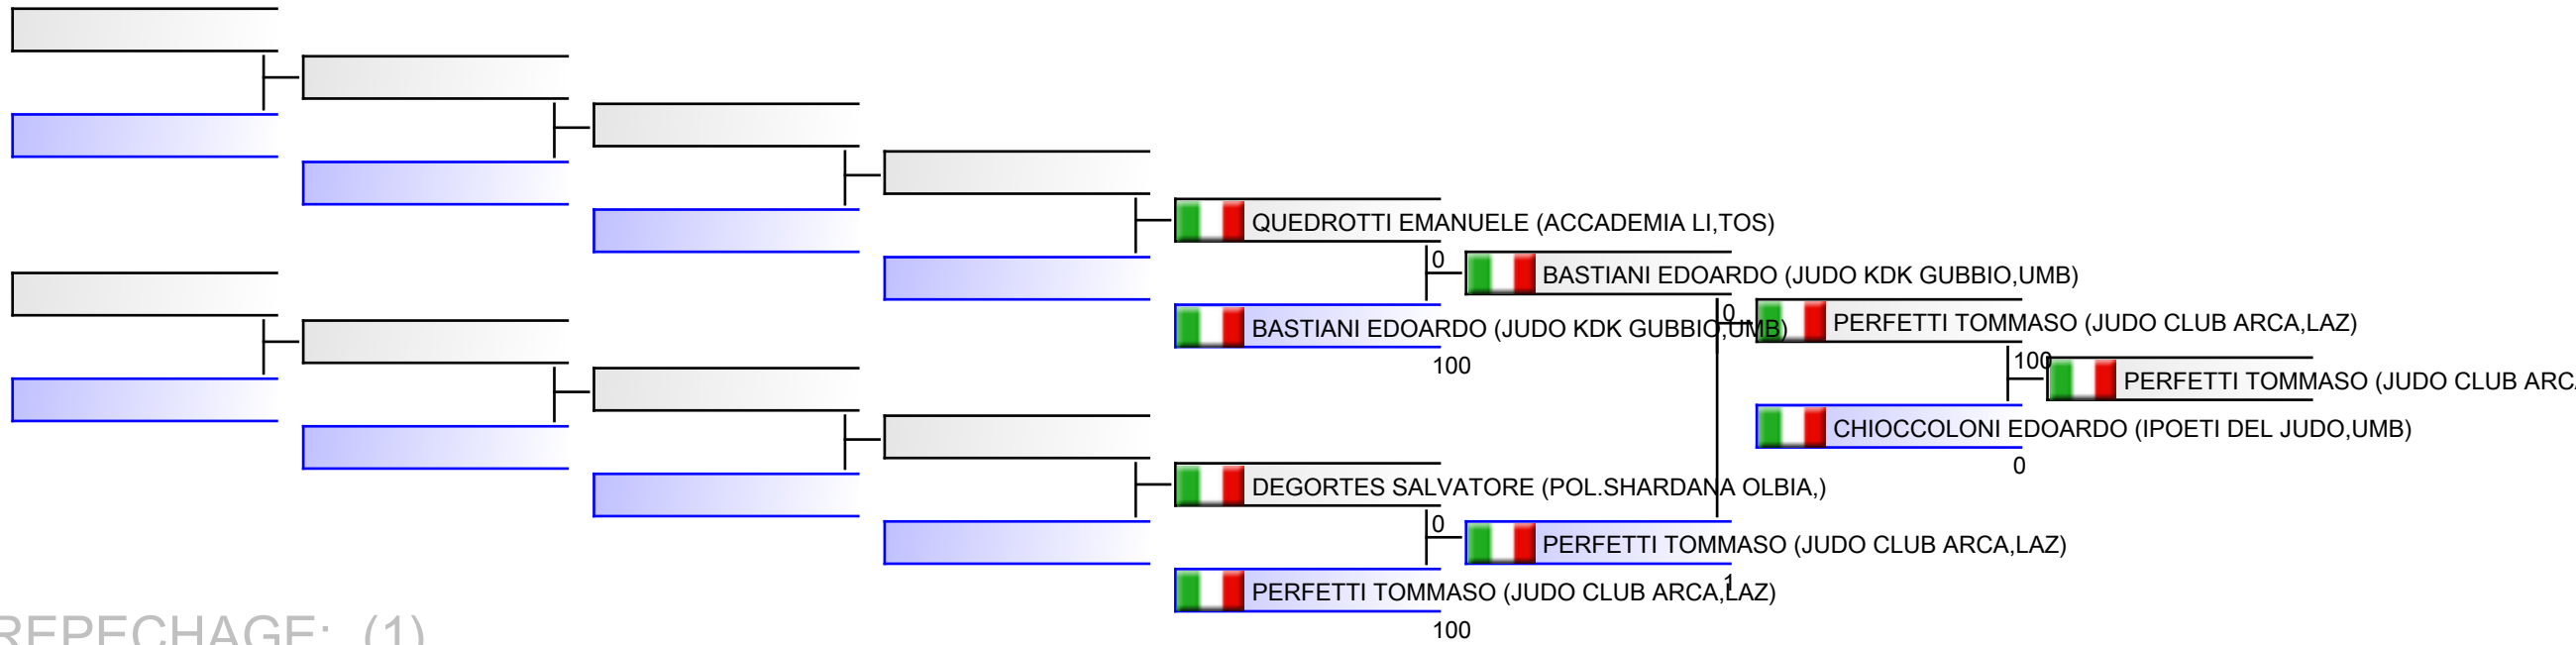 QUEDROTTI EMANUELE (ACCADEMIA LI,TOS)
0
BASTIANI EDOARDO (JUDO KDK GUBBIO,UMB)
0
BASTIANI EDOARDO (JUDO KDK GUBBIO,UMB)
100
PERFETTI TOMMASO (JUDO CLUB ARCA,LAZ)
100
PERFETTI TOMMASO (JUDO CLUB ARC
CHIOCCOLONI EDOARDO (IPOETI DEL JUDO,UMB)
0
DEGORTES SALVATORE (POL.SHARDANA OLBIA,)
0
PERFETTI TOMMASO (JUDO CLUB ARCA,LAZ)
1
PERFETTI TOMMASO (JUDO CLUB ARCA,LAZ)
100
REPECHAGE: (1)